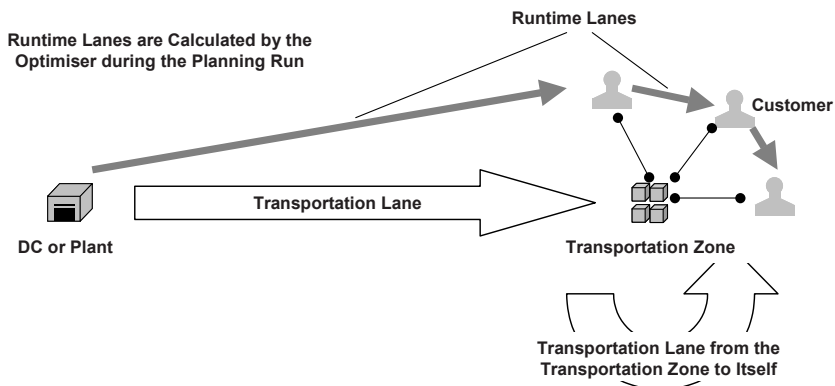 Runtime Lanes
Runtime Lanes are Calculated by the
Optimiser during the Planning Run
Customer
Transportation Lane
DC or Plant
Transportation Zone
Transportation Lane from the
Transportation Zone to Itself